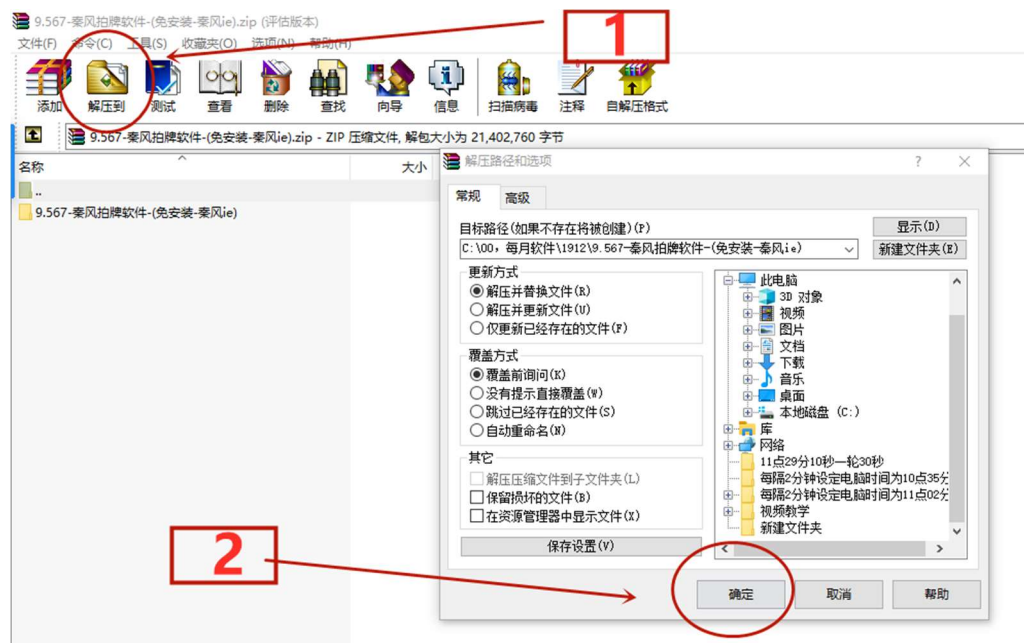 9.567-秦风拍牌软件-(免安装-秦风ie).zip (评估版本)
文件(F) 命令(C) 工具(S) 收藏夹(O) 选项(N) 帮助(H)
1
添加 解压到 测试 查看 删除 查找 向导 信息 扫描病毒 注释 自解压格式
9.567-秦风拍牌软件-(免安装-秦风ie).zip - ZIP 压缩文件, 解包大小为 21,402,760 字节
名称 大小
..
9.567-秦风拍牌软件-(免安装-秦风ie)
解压路径和选项
常规 高级
目标路径(如果不存在将被创建)(P)
显示(D)
C:\00，每月软件\1912\9.567-秦风拍牌软件-(免安装-秦风ie)
新建文件夹(E)
更新方式
解压并替换文件(R)
解压并更新文件(U)
仅更新已经存在的文件(F)
覆盖方式
覆盖前询问(K)
没有提示直接覆盖(W)
跳过已经存在的文件(S)
自动重命名(N)
其它
解压压缩文件到子文件夹(L)
保留损坏的文件(B)
在资源管理器中显示文件(X)
保存设置(V)
此电脑
3D 对象
视频
图片
文档
下载
音乐
桌面
本地磁盘 (C:)
库
网络
11点29分10秒一轮30秒
每隔2分钟设定电脑时间为10点35分
每隔2分钟设定电脑时间为11点02分
视频教学
新建文件夹
2
确定 取消 帮助